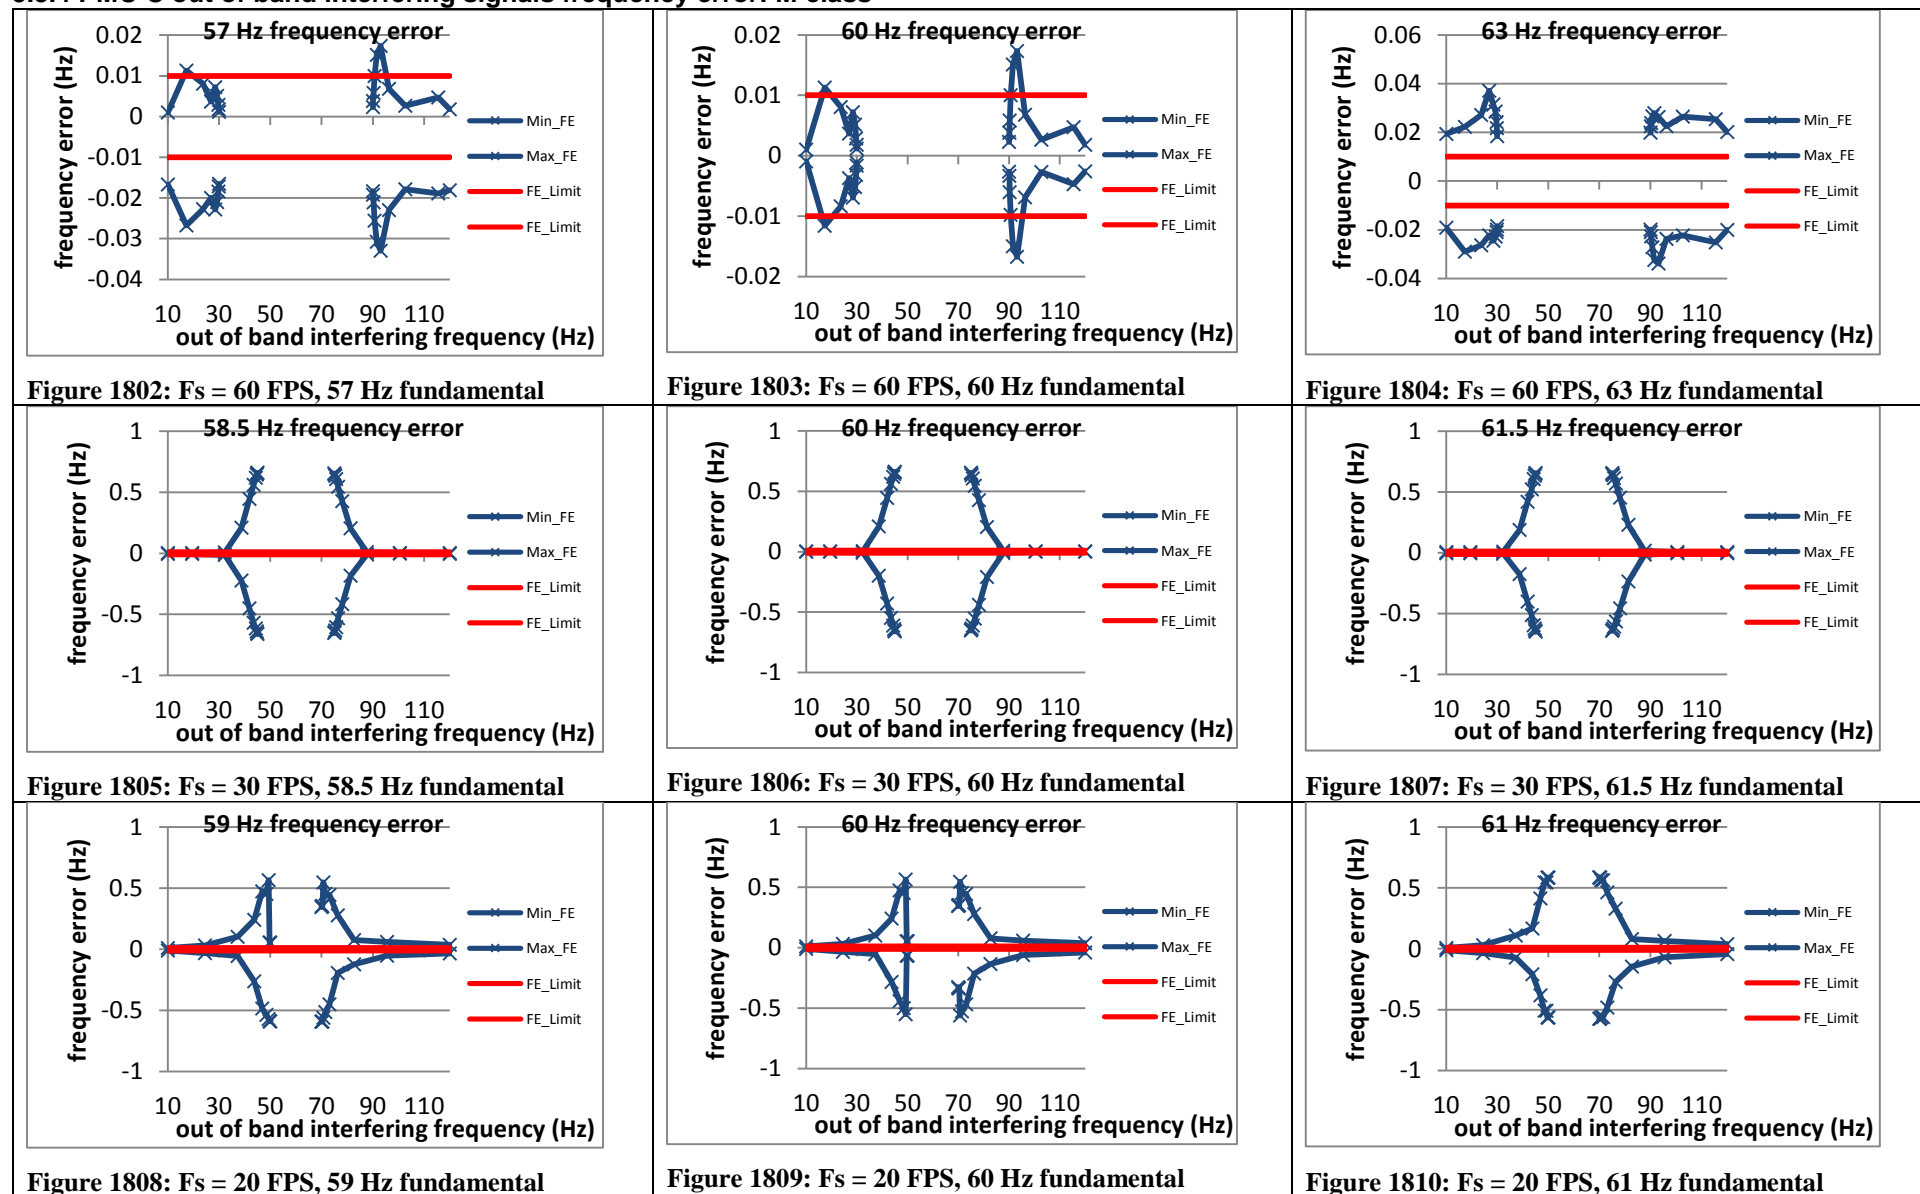 57 Hz frequency error
frequency error (Hz)
0.02
0.01
0
-0.01
-0.02
-0.03
-0.04
10 30 50 70 90 110
out of band interfering frequency (Hz)
Min_FE
Max_FE
FE_Limit
FE_Limit
Figure 1802: Fs = 60 FPS, 57 Hz fundamental
60 Hz frequency error
frequency error (Hz)
0.02
0.01
0
-0.01
-0.02
10 30 50 70 90 110
out of band interfering frequency (Hz)
Min_FE
Max_FE
FE_Limit
FE_Limit
Figure 1803: Fs = 60 FPS, 60 Hz fundamental
63 Hz frequency error
frequency error (Hz)
0.06
0.04
0.02
0
-0.02
-0.04
10 30 50 70 90 110
out of band interfering frequency (Hz)
Min_FE
Max_FE
FE_Limit
FE_Limit
Figure 1804: Fs = 60 FPS, 63 Hz fundamental
58.5 Hz frequency error
frequency error (Hz)
1
0.5
0
-0.5
-1
10 30 50 70 90 110
out of band interfering frequency (Hz)
Min_FE
Max_FE
FE_Limit
FE_Limit
Figure 1805: Fs = 30 FPS, 58.5 Hz fundamental
60 Hz frequency error
frequency error (Hz)
1
0.5
0
-0.5
-1
10 30 50 70 90 110
out of band interfering frequency (Hz)
Min_FE
Max_FE
FE_Limit
FE_Limit
Figure 1806: Fs = 30 FPS, 60 Hz fundamental
61.5 Hz frequency error
frequency error (Hz)
1
0.5
0
-0.5
-1
10 30 50 70 90 110
out of band interfering frequency (Hz)
Min_FE
Max_FE
FE_Limit
FE_Limit
Figure 1807: Fs = 30 FPS, 61.5 Hz fundamental
59 Hz frequency error
frequency error (Hz)
1
0.5
0
-0.5
-1
10 30 50 70 90 110
out of band interfering frequency (Hz)
Min_FE
Max_FE
FE_Limit
FE_Limit
Figure 1808: Fs = 20 FPS, 59 Hz fundamental
60 Hz frequency error
frequency error (Hz)
1
0.5
0
-0.5
-1
10 30 50 70 90 110
out of band interfering frequency (Hz)
Min_FE
Max_FE
FE_Limit
FE_Limit
Figure 1809: Fs = 20 FPS, 60 Hz fundamental
61 Hz frequency error
frequency error (Hz)
1
0.5
0
-0.5
-1
10 30 50 70 90 110
out of band interfering frequency (Hz)
Min_FE
Max_FE
FE_Limit
FE_Limit
Figure 1810: Fs = 20 FPS, 61 Hz fundamental